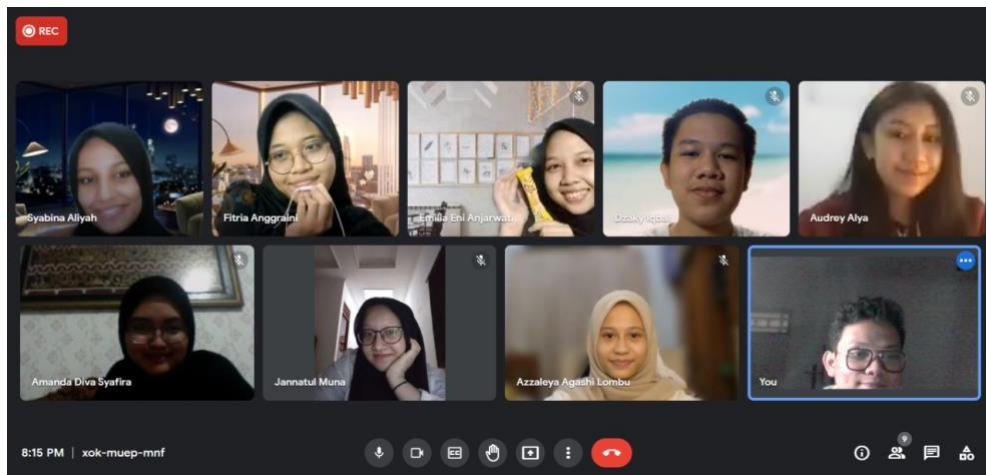 REC
Syabina Aliyah
Fitria Anggraini
Emilia Eni Anjarwati
Dzaky Iqbal
Audrey Alya
Amanda Diva Syafira
Jannatul Muna
Azzaleya Agashi Lombu
You
8:15 PM | xok-muep-mnf
CC
9